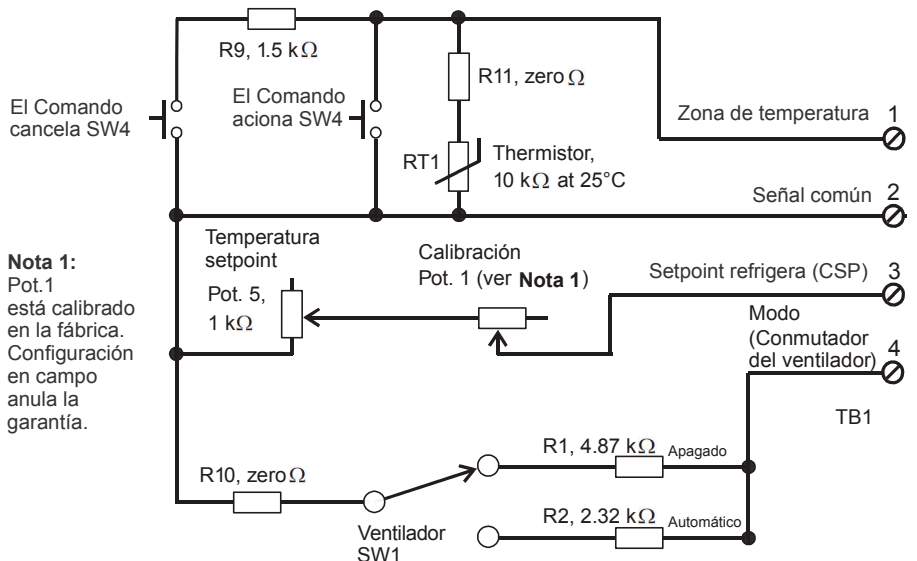 R9, 1.5 kΩ
R11, zero Ω
El Comando
cancela SW4
El Comando
aciona SW4
Zona de temperatura
1
RT1
Thermistor,
10 kΩ at 25°C
Señal común
2
Nota 1:
Pot.1
está calibrado
en la fábrica.
Configuración
en campo
anula la
garantía.
Temperatura
setpoint
Pot. 5,
1 kΩ
Calibración
Pot. 1 (ver Nota 1)
Setpoint refrigera (CSP)
3
Modo
(Conmutador
del ventilador)
4
TB1
R10, zero Ω
Ventilador
SW1
R1, 4.87 kΩ Apagado
R2, 2.32 kΩ Automático